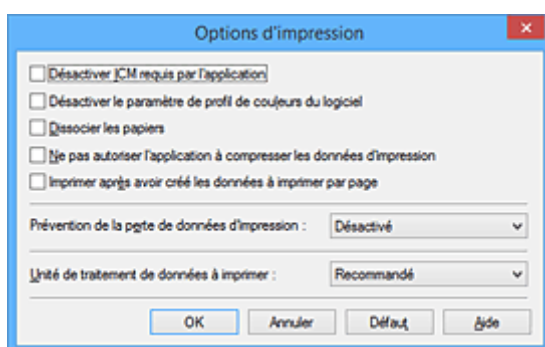 Options d'impression
Désactiver ICM requis par l'application
Désactiver le paramètre de profil de couleurs du logiciel
Dissocier les papiers
Ne pas autoriser l'application à compresser les données d'impression
Imprimer après avoir créé les données à imprimer par page
Prévention de la perte de données d'impression : Désactivé
Unité de traitement de données à imprimer : Recommandé
OK Annuler Défaut Aide